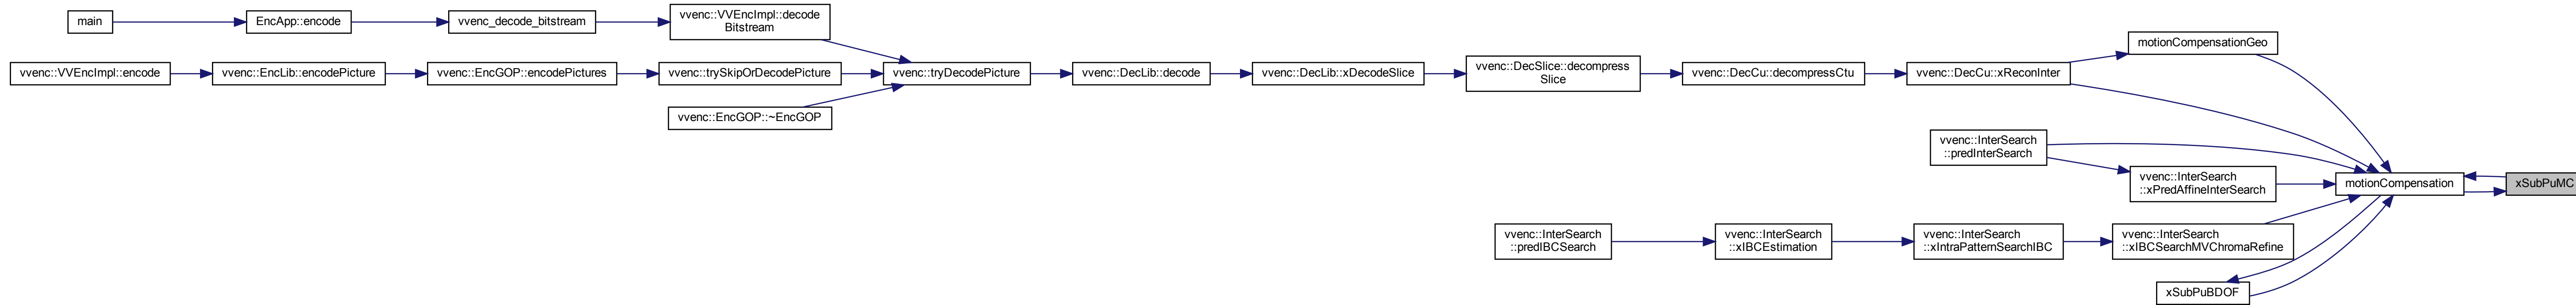 main
EncApp::encode
vvenc_decode_bitstream
vvenc::VVEncImpl::decode
Bitstream
vvenc::VVEncImpl::encode
vvenc::EncLib::encodePicture
vvenc::EncGOP::encodePictures
vvenc::trySkipOrDecodePicture
vvenc::tryDecodePicture
vvenc::DecLib::decode
vvenc::DecLib::xDecodeSlice
vvenc::DecSlice::decompress
Slice
vvenc::DecCu::decompressCtu
vvenc::DecCu::xReconInter
motionCompensationGeo
vvenc::EncGOP::~EncGOP
vvenc::InterSearch
::predInterSearch
vvenc::InterSearch
::xPredAffineInterSearch
motionCompensation
xSubPuMC
vvenc::InterSearch
::predIBCSearch
vvenc::InterSearch
::xIBCEstimation
vvenc::InterSearch
::xIntraPatternSearchIBC
vvenc::InterSearch
::xIBCSearchMVChromaRefine
xSubPuBDOF